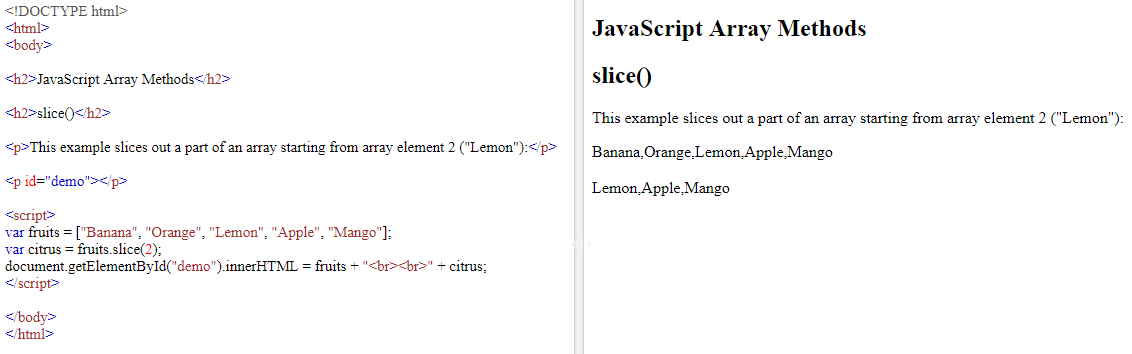 <!DOCTYPE html>
<html>
<body>
<h2>JavaScript Array Methods</h2>
<h2>slice()</h2>
<p>This example slices out a part of an array starting from array element 2 ("Lemon"):</p>
<p id="demo"></p>
<script>
var fruits = ["Banana", "Orange", "Lemon", "Apple", "Mango"];
var citrus = fruits.slice(2);
document.getElementById("demo").innerHTML = fruits + "<br><br>" + citrus;
</script>
</body>
</html>
JavaScript Array Methods
slice()
This example slices out a part of an array starting from array element 2 ("Lemon"):
Banana,Orange,Lemon,Apple,Mango
Lemon,Apple,Mango